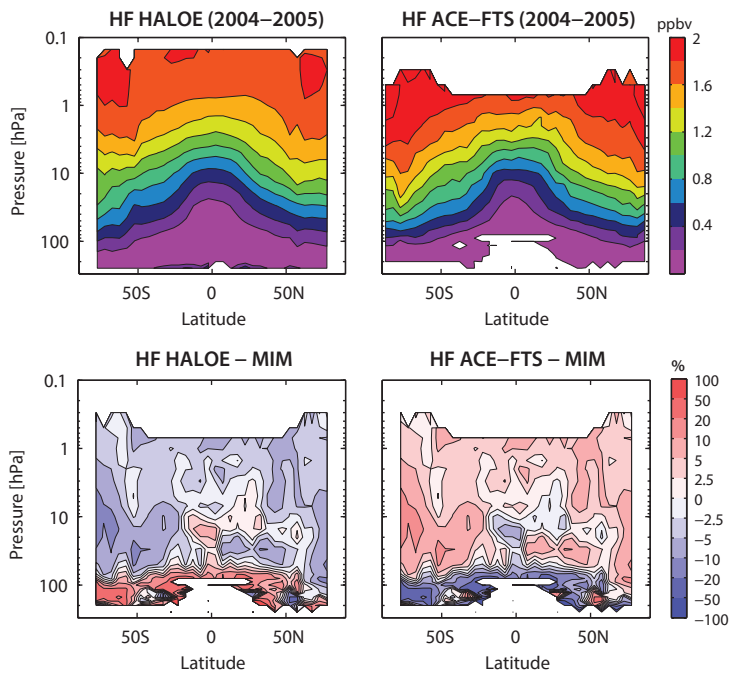 HF HALOE (2004−2005)
HF ACE−FTS (2004−2005)
ppbv
0.1
1
10
100
Pressure [hPa]
50S
0
50N
Latitude
50S
0
50N
Latitude
2
1.6
1.2
0.8
0.4
HF HALOE − MIM
HF ACE−FTS − MIM
%
0.1
1
10
100
Pressure [hPa]
50S
0
50N
Latitude
50S
0
50N
Latitude
100
50
20
10
5
2.5
0
−2.5
−5
−10
−20
−50
−100